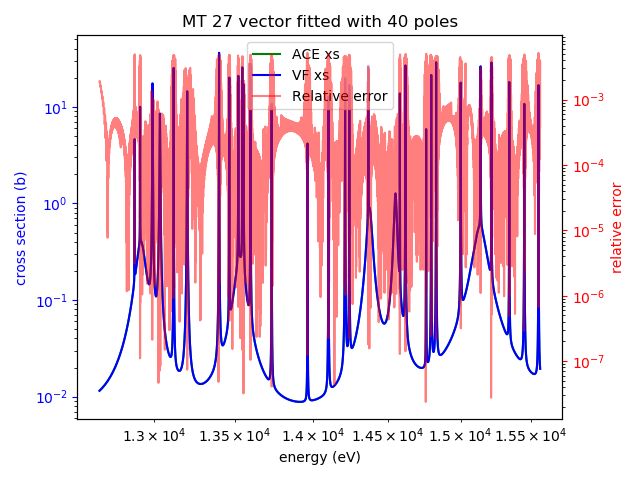 MT 27 vector fitted with 40 poles
ACE xs
VF xs
Relative error
10¹
10⁰
10⁻¹
10⁻²
cross section (b)
10⁻³
10⁻⁴
10⁻⁵
10⁻⁶
10⁻⁷
relative error
1.3 × 10⁴ 1.35 × 10⁴ 1.4 × 10⁴ 1.45 × 10⁴ 1.5 × 10⁴ 1.55 × 10⁴
energy (eV)